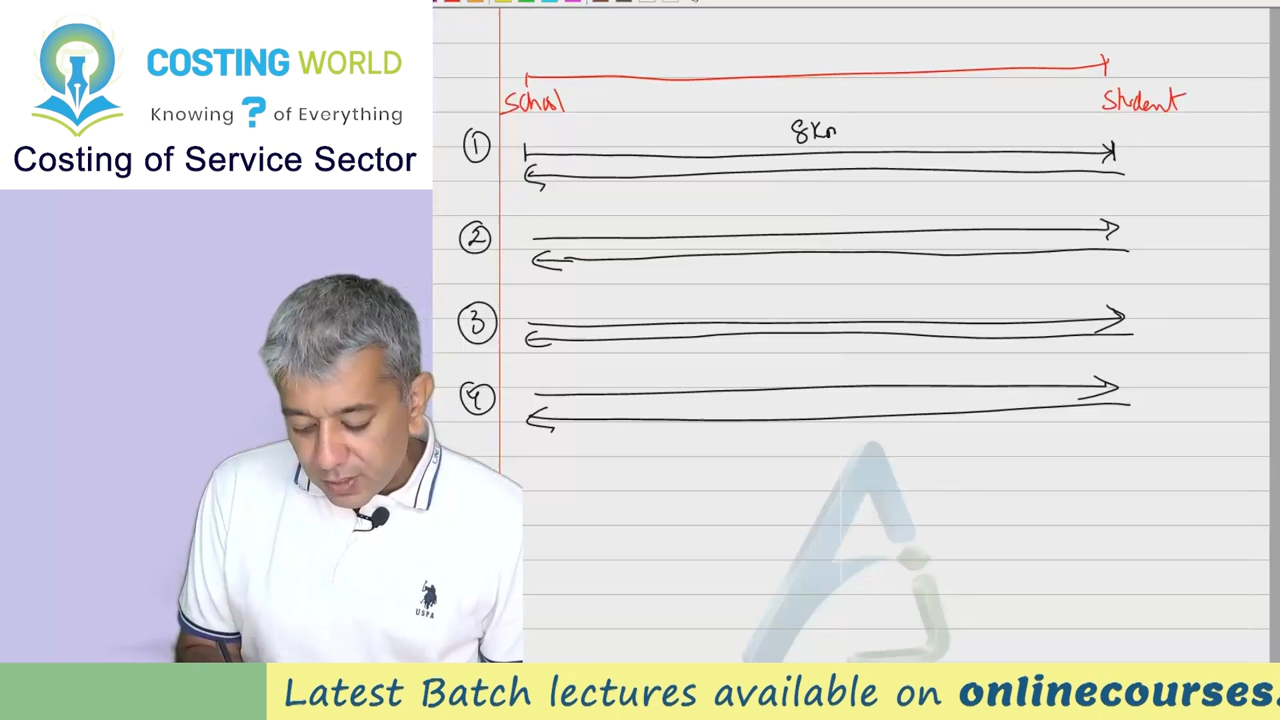 COSTING WORLD
Knowing ? of Everything
Costing of Service Sector
School
Student
① 8Km
②
③
④
USPA
Latest Batch lectures available on onlinecourses.